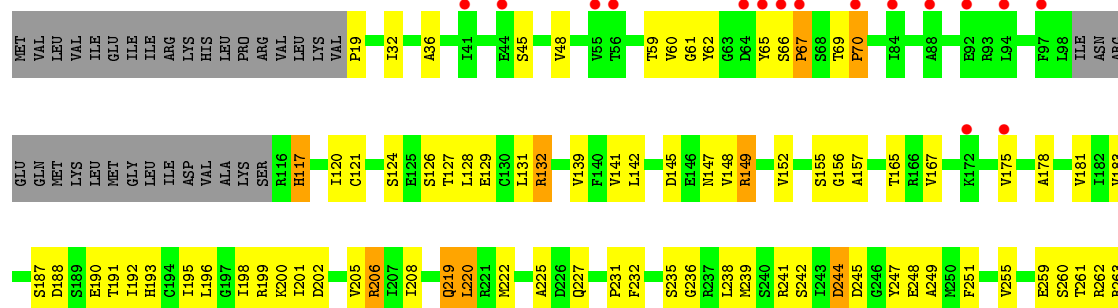 MET VAL LEU VAL ILE GLU ILE ILE ARG LYS HIS LEU PRO ARG VAL LEU LYS VAL P19 I32 A36 I41 E44 S45 V48 V55 T56 T59 V60 G61 Y62 G63 D64 Y65 S66 P67 S68 T69 P70 I84 A88 E92 R93 L94 F97 L98 ILE ASN ARG
GLU GLN MET LYS LEU MET GLY LEU ILE ASP VAL ALA LYS SER R116 H117 I120 C121 S124 E125 S126 T127 L128 E129 C130 L131 R132 V139 F140 V141 L142 D145 E146 N147 V148 R149 V152 S155 G156 A157 T165 R166 V167 K172 V175 A178 V181 I182 V183
S187 D188 S189 E190 T191 I192 H193 C194 I195 L196 G197 I198 R199 K200 I201 D202 V205 R206 I207 I208 Q219 L220 R221 M222 A225 D226 Q227 P231 F232 S235 G236 R237 L238 M239 S240 R241 S242 I243 D244 D245 G246 Y247 E248 A249 M250 F251 V255 E259 S260 T261 R262 G263